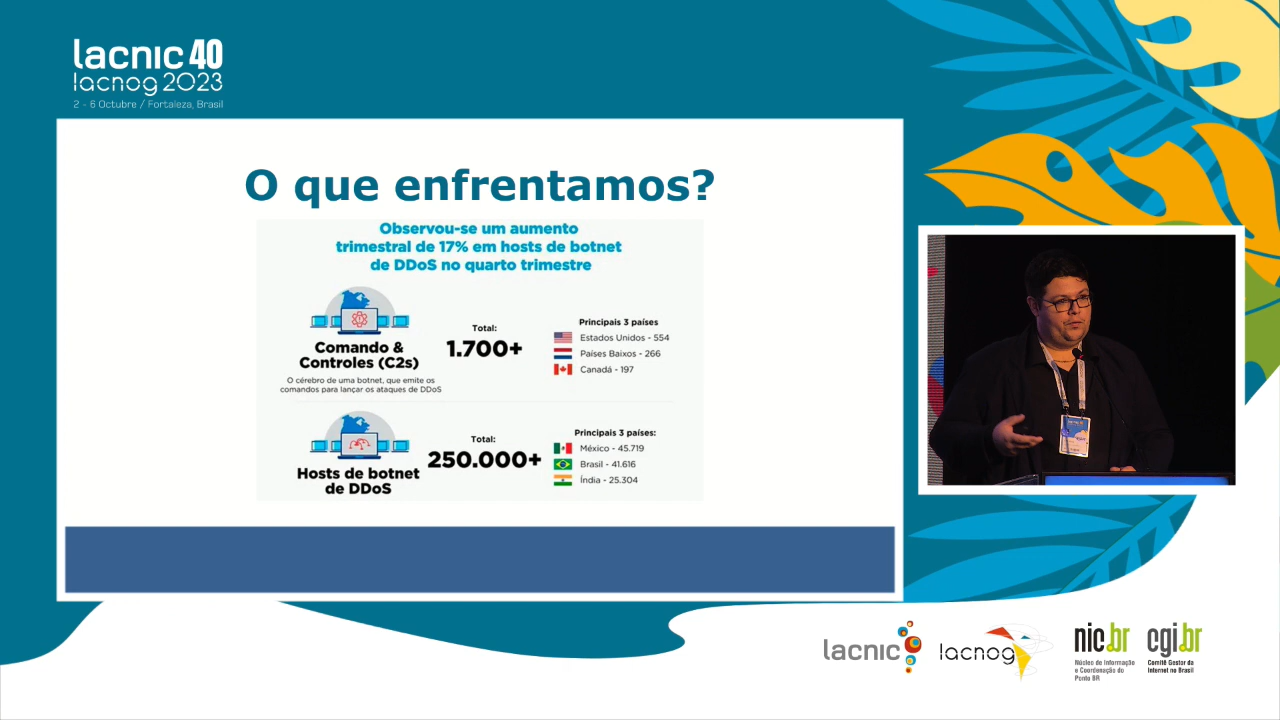 lacnic 40
lacnog 2023
2 - 6 Octubre / Fortaleza, Brasil
O que enfrentamos?
Observou-se um aumento
trimestral de 17% em hosts de botnet
de DDoS no quarto trimestre
Comando &
Controles (C2s)
O cérebro de uma botnet, que emite os
comandos para lançar os ataques de DDoS
Total:
1.700+
Principais 3 países
Estados Unidos - 554
Países Baixos - 266
Canadá - 197
Hosts de botnet
de DDoS
Total:
250.000+
Principais 3 países:
México - 45.719
Brasil - 41.616
Índia - 25.304
lacnic
lacnog
nic.br
Núcleo de Informação
e Coordenação do
Ponto BR
cgi.br
Comitê Gestor da
Internet no Brasil